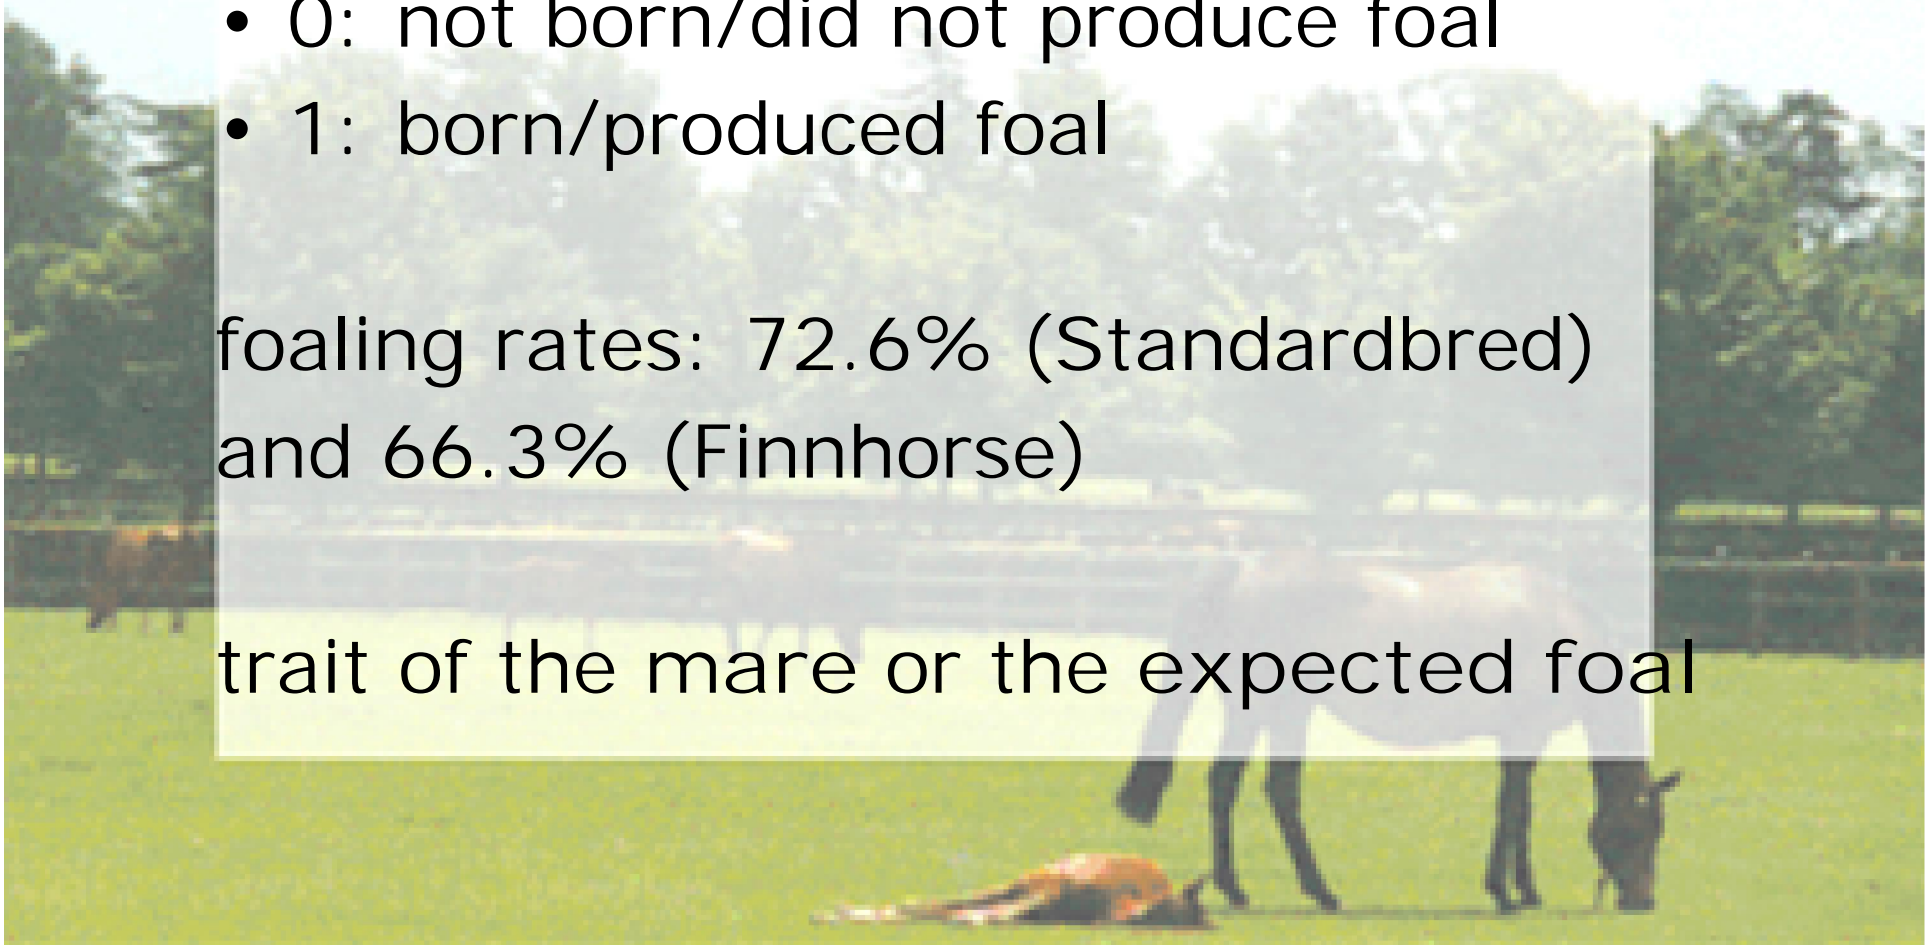 • 0: not born/did not produce foal
• 1: born/produced foal
foaling rates: 72.6% (Standardbred)
and 66.3% (Finnhorse)
trait of the mare or the expected foal